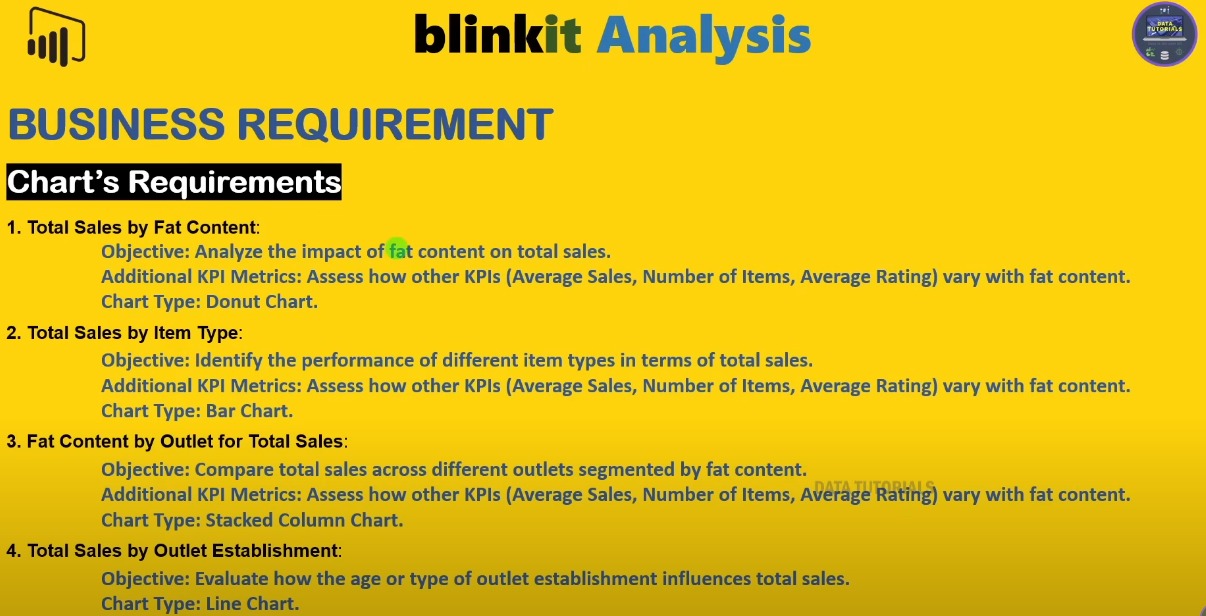 blinkit Analysis
DATA
TUTORIALS
BUSINESS REQUIREMENT
Chart’s Requirements
1. Total Sales by Fat Content:
Objective: Analyze the impact of fat content on total sales.
Additional KPI Metrics: Assess how other KPIs (Average Sales, Number of Items, Average Rating) vary with fat content.
Chart Type: Donut Chart.
2. Total Sales by Item Type:
Objective: Identify the performance of different item types in terms of total sales.
Additional KPI Metrics: Assess how other KPIs (Average Sales, Number of Items, Average Rating) vary with fat content.
Chart Type: Bar Chart.
3. Fat Content by Outlet for Total Sales:
Objective: Compare total sales across different outlets segmented by fat content.
DATA TUTORIALS
Additional KPI Metrics: Assess how other KPIs (Average Sales, Number of Items, Average Rating) vary with fat content.
Chart Type: Stacked Column Chart.
4. Total Sales by Outlet Establishment:
Objective: Evaluate how the age or type of outlet establishment influences total sales.
Chart Type: Line Chart.